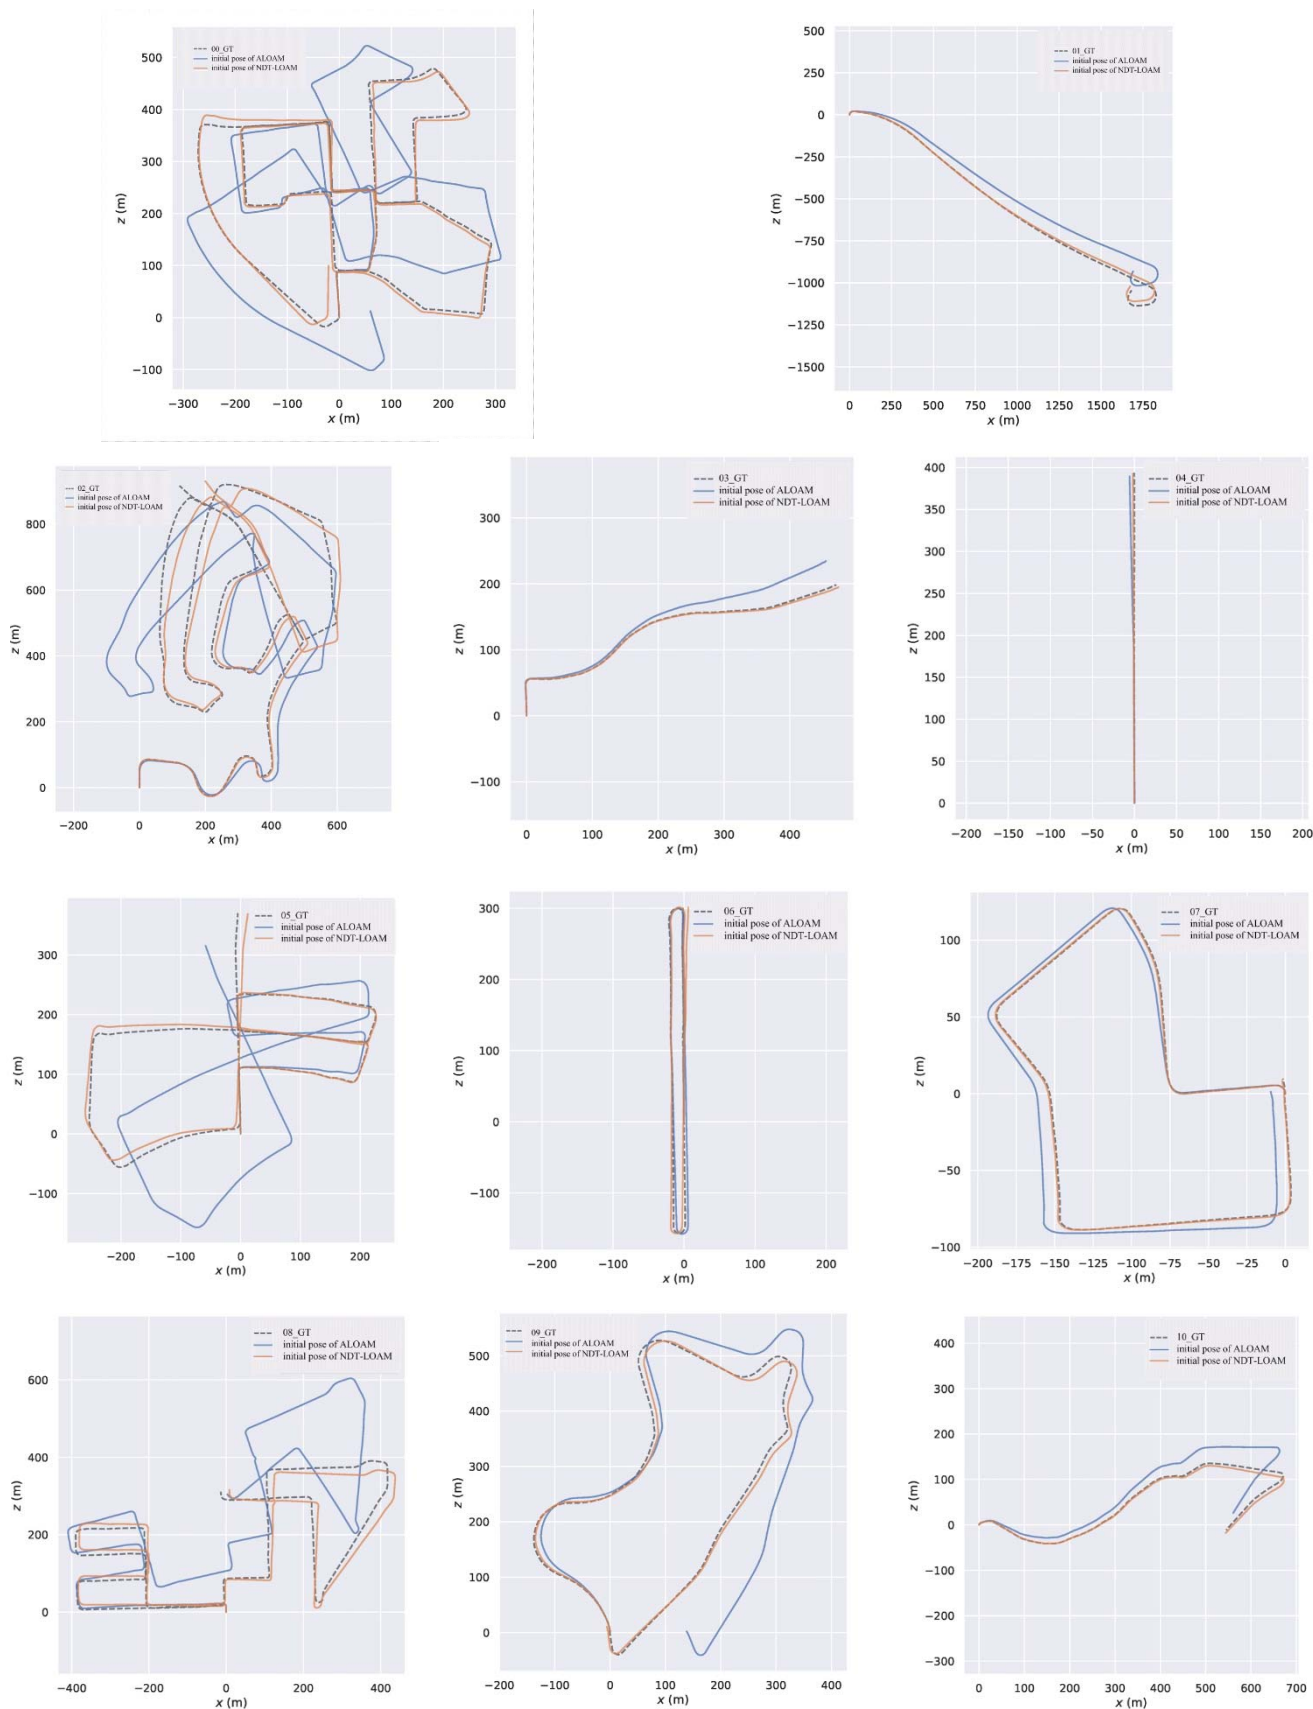 00_GT
initial pose of ALOAM
initial pose of NDT-LOAM
500
400
300
200
100
0
−100
z (m)
−300 −200 −100 0 100 200 300
x (m)
01_GT
initial pose of ALOAM
initial pose of NDT-LOAM
500
250
0
−250
−500
−750
−1000
−1250
−1500
z (m)
0 250 500 750 1000 1250 1500 1750
x (m)
02_GT
initial pose of ALOAM
initial pose of NDT-LOAM
800
600
400
200
0
z (m)
−200 0 200 400 600
x (m)
03_GT
initial pose of ALOAM
initial pose of NDT-LOAM
300
200
100
0
−100
z (m)
0 100 200 300 400
x (m)
04_GT
initial pose of ALOAM
initial pose of NDT-LOAM
400
350
300
250
200
150
100
50
0
z (m)
−200 −150 −100 −50 0 50 100 150 200
x (m)
05_GT
initial pose of ALOAM
initial pose of NDT-LOAM
300
200
100
0
−100
z (m)
−200 −100 0 100 200
x (m)
06_GT
initial pose of ALOAM
initial pose of NDT-LOAM
300
200
100
0
−100
z (m)
−200 −100 0 100 200
x (m)
07_GT
initial pose of ALOAM
initial pose of NDT-LOAM
100
50
0
−50
−100
z (m)
−200 −175 −150 −125 −100 −75 −50 −25 0
x (m)
08_GT
initial pose of ALOAM
initial pose of NDT-LOAM
600
400
200
0
z (m)
−400 −200 0 200 400
x (m)
09_GT
initial pose of ALOAM
initial pose of NDT-LOAM
500
400
300
200
100
0
z (m)
−200 −100 0 100 200 300 400
x (m)
10_GT
initial pose of ALOAM
initial pose of NDT-LOAM
400
300
200
100
0
−100
−200
−300
z (m)
0 100 200 300 400 500 600 700
x (m)